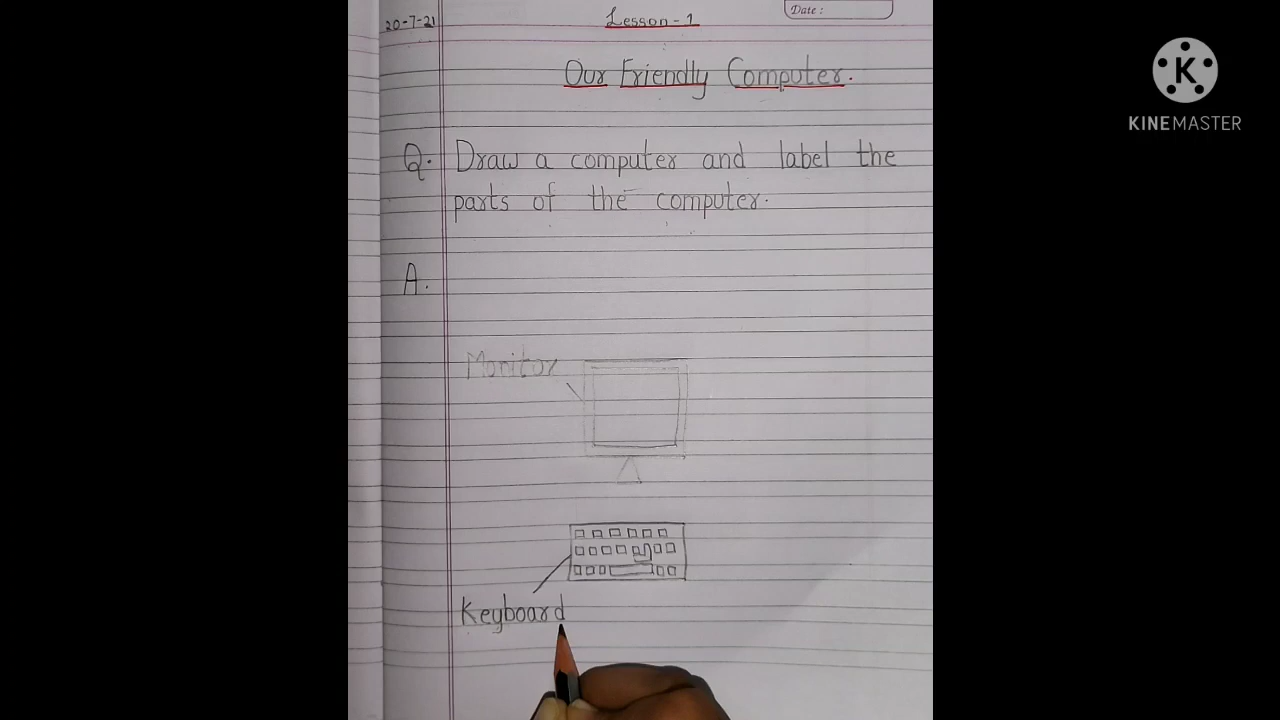 20-7-21
Lesson-1
Date :
Our Friendly Computer.
K
KINEMASTER
Q. Draw a computer and label the
parts of the computer.
A.
Monitor
Keyboard